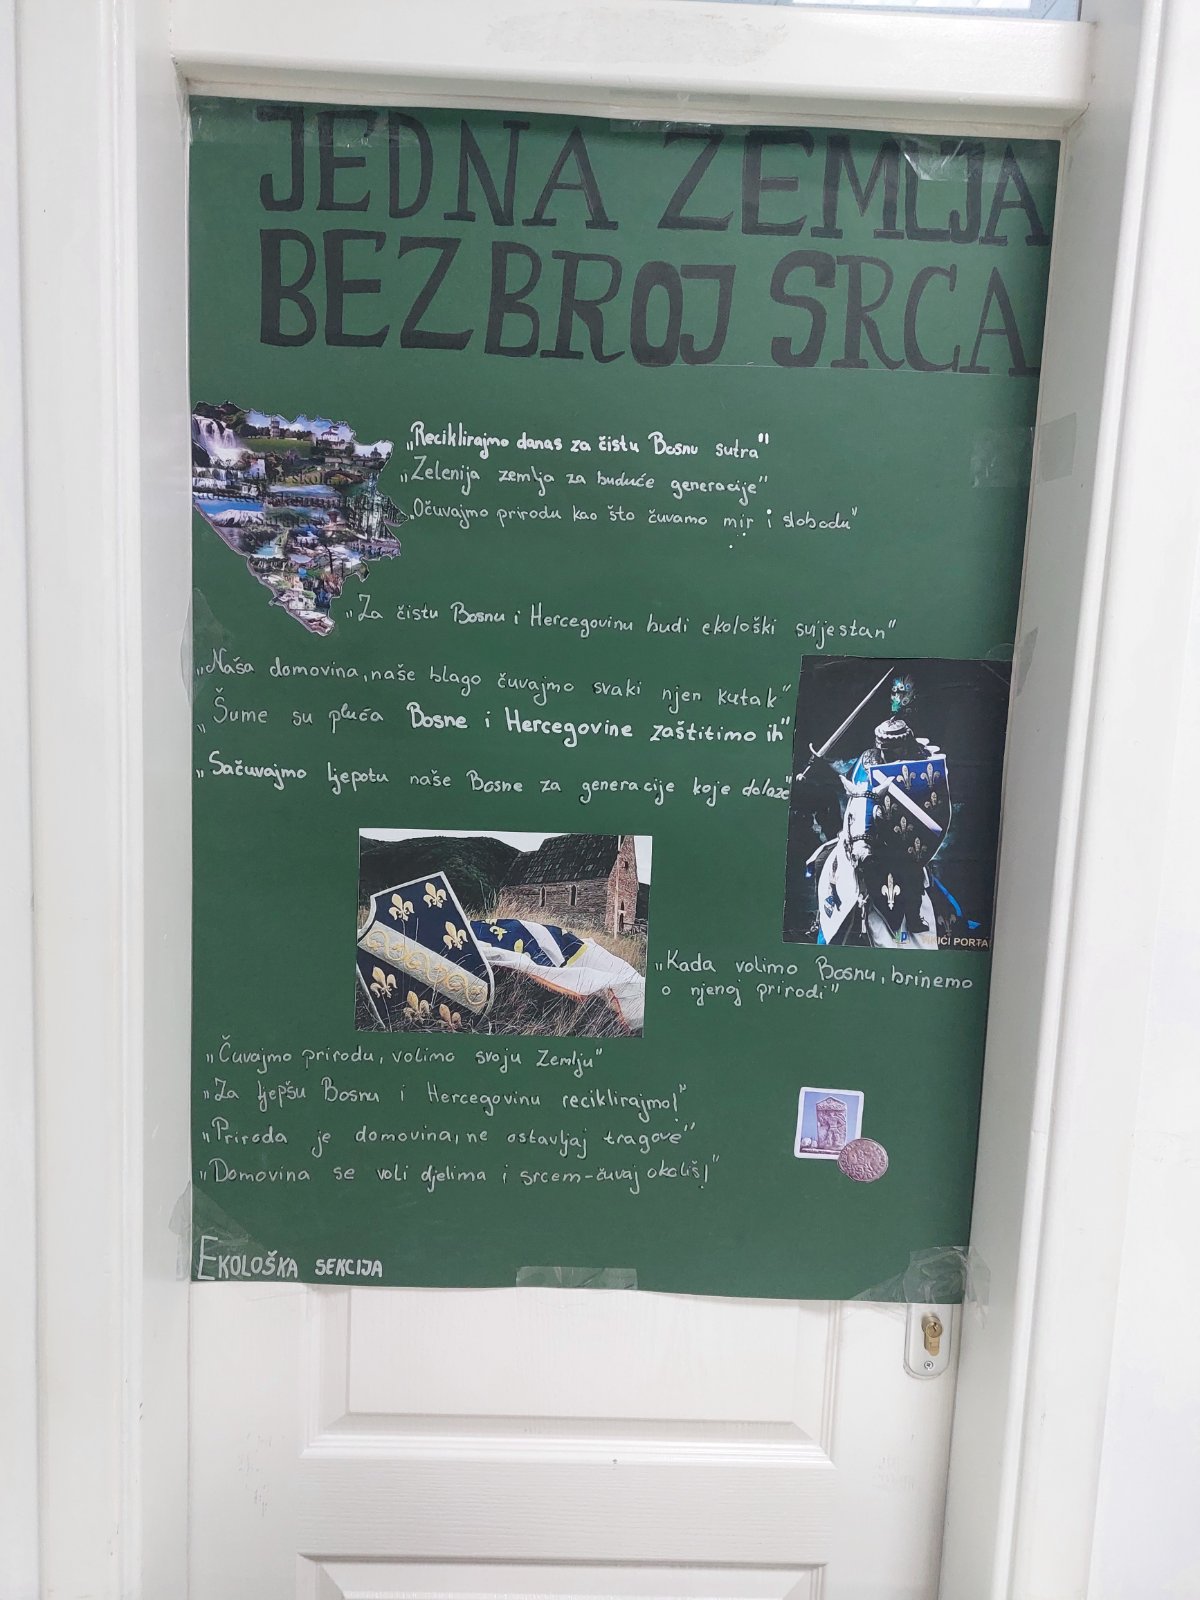 JEDNA ZEMLJA
BEZBROJ SRCA
„Reciklirajmo danas za čistu Bosnu sutra"
„Zelenija zemlja za buduće generacije"
„Očuvajmo prirodu kao što čuvamo mir i slobodu"
škola
„Za čistu Bosnu i Hercegovinu budi ekološki svijestan"
„Naša domovina, naše blago čuvajmo svaki njen kutak"
„Šume su pluća Bosne i Hercegovine zaštitimo ih"
„Sačuvajmo ljepotu naše Bosne za generacije koje dolaze"
PORTA
„Kada volimo Bosnu, brinemo
o njenoj prirodi"
„Čuvajmo prirodu, volimo svoju Zemlju"
„Za ljepšu Bosnu i Hercegovinu reciklirajmo!"
„Priroda je domovina, ne ostavljaj tragove"
„Domovina se voli djelima i srcem-čuvaj okoliš!"
EKOLOŠKA SEKCIJA